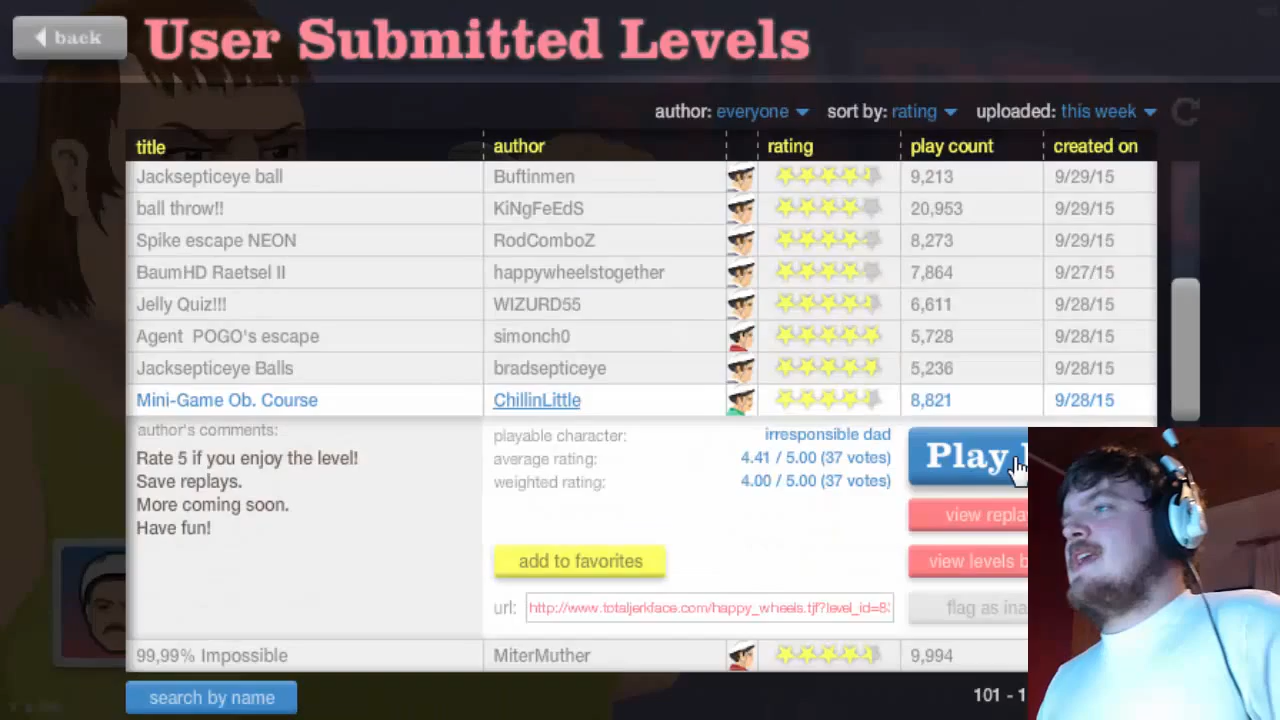 back
User Submitted Levels
author: everyone sort by: rating uploaded: this week
title author rating play count created on
Jacksepticeye ball Buftinmen 9,213 9/29/15
ball throw!! KiNgFeEdS 20,953 9/29/15
Spike escape NEON RodComboZ 8,273 9/29/15
BaumHD Raetsel II happywheelstogether 7,864 9/27/15
Jelly Quiz!!! WIZURD55 6,611 9/28/15
Agent POGO's escape simonch0 5,728 9/28/15
Jacksepticeye Balls bradsepticeye 5,236 9/28/15
Mini-Game Ob. Course ChillinLittle 8,821 9/28/15
author's comments:
Rate 5 if you enjoy the level!
Save replays.
More coming soon.
Have fun!
playable character: irresponsible dad
average rating: 4.41 / 5.00 (37 votes)
weighted rating: 4.00 / 5.00 (37 votes)
Play
view repla
add to favorites
view levels b
url: http://www.totaljerkface.com/happy_wheels.tjf?level_id=8
flag as ina
99,99% Impossible MiterMuther 9,994
search by name
101 - 1